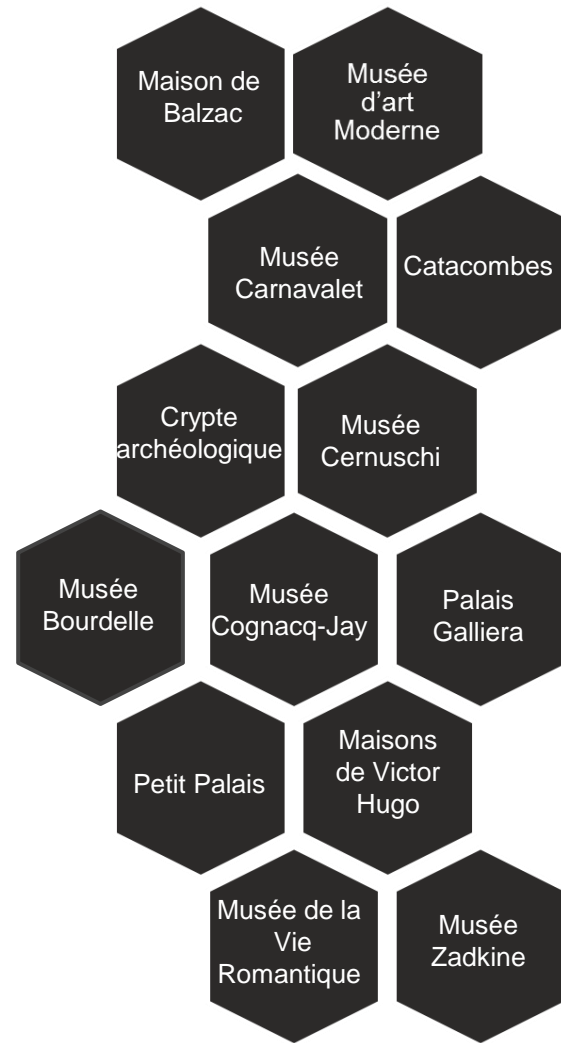 Maison de
Balzac
Musée
d’art
Moderne
Musée
Carnavalet
Catacombes
Crypte
archéologique
Musée
Cernuschi
Musée
Bourdelle
Musée
Cognacq-Jay
Palais
Galliera
Petit Palais
Maisons
de Victor
Hugo
Musée de la
Vie
Romantique
Musée
Zadkine